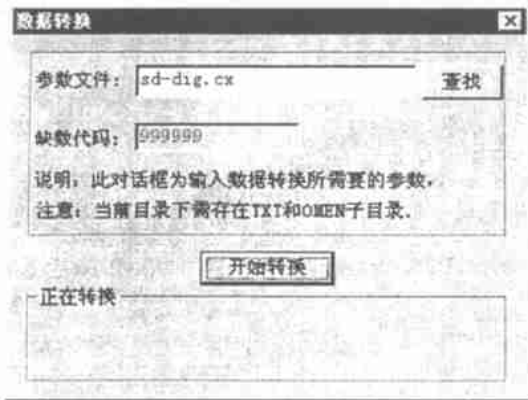 数据转换
参数文件： sd-dig.cx 查找
缺数代码： 999999
说明，此对话框为输入数据转换所需要的参数，
注意：当前目录下需存在TXT和OMEN子目录.
开始转换
正在转换